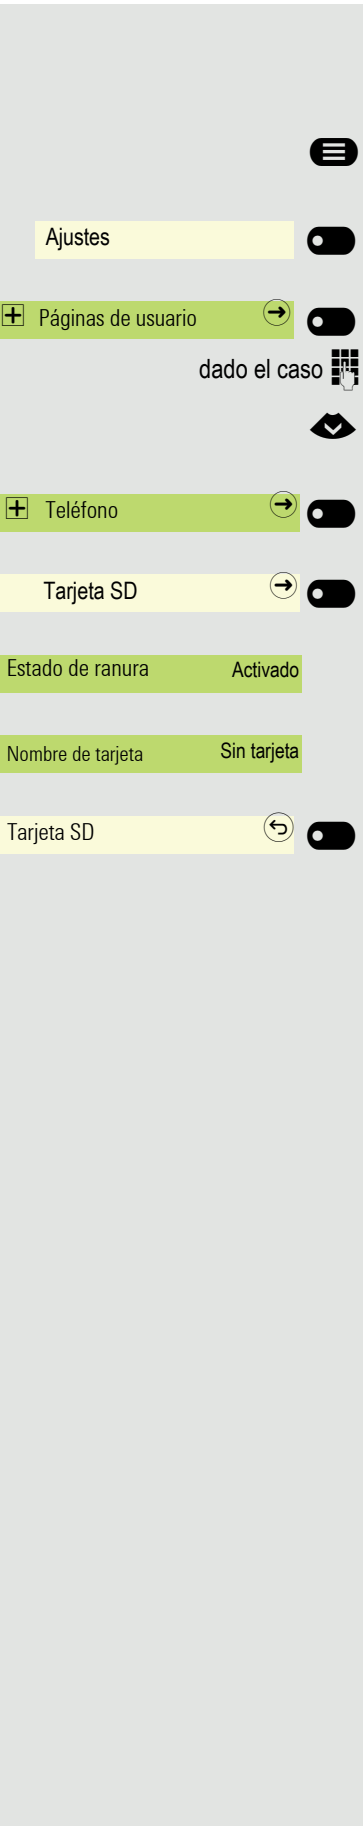 Ajustes
Páginas de usuario
dado el caso
Teléfono
Tarjeta SD
Estado de ranura Activado
Nombre de tarjeta Sin tarjeta
Tarjeta SD